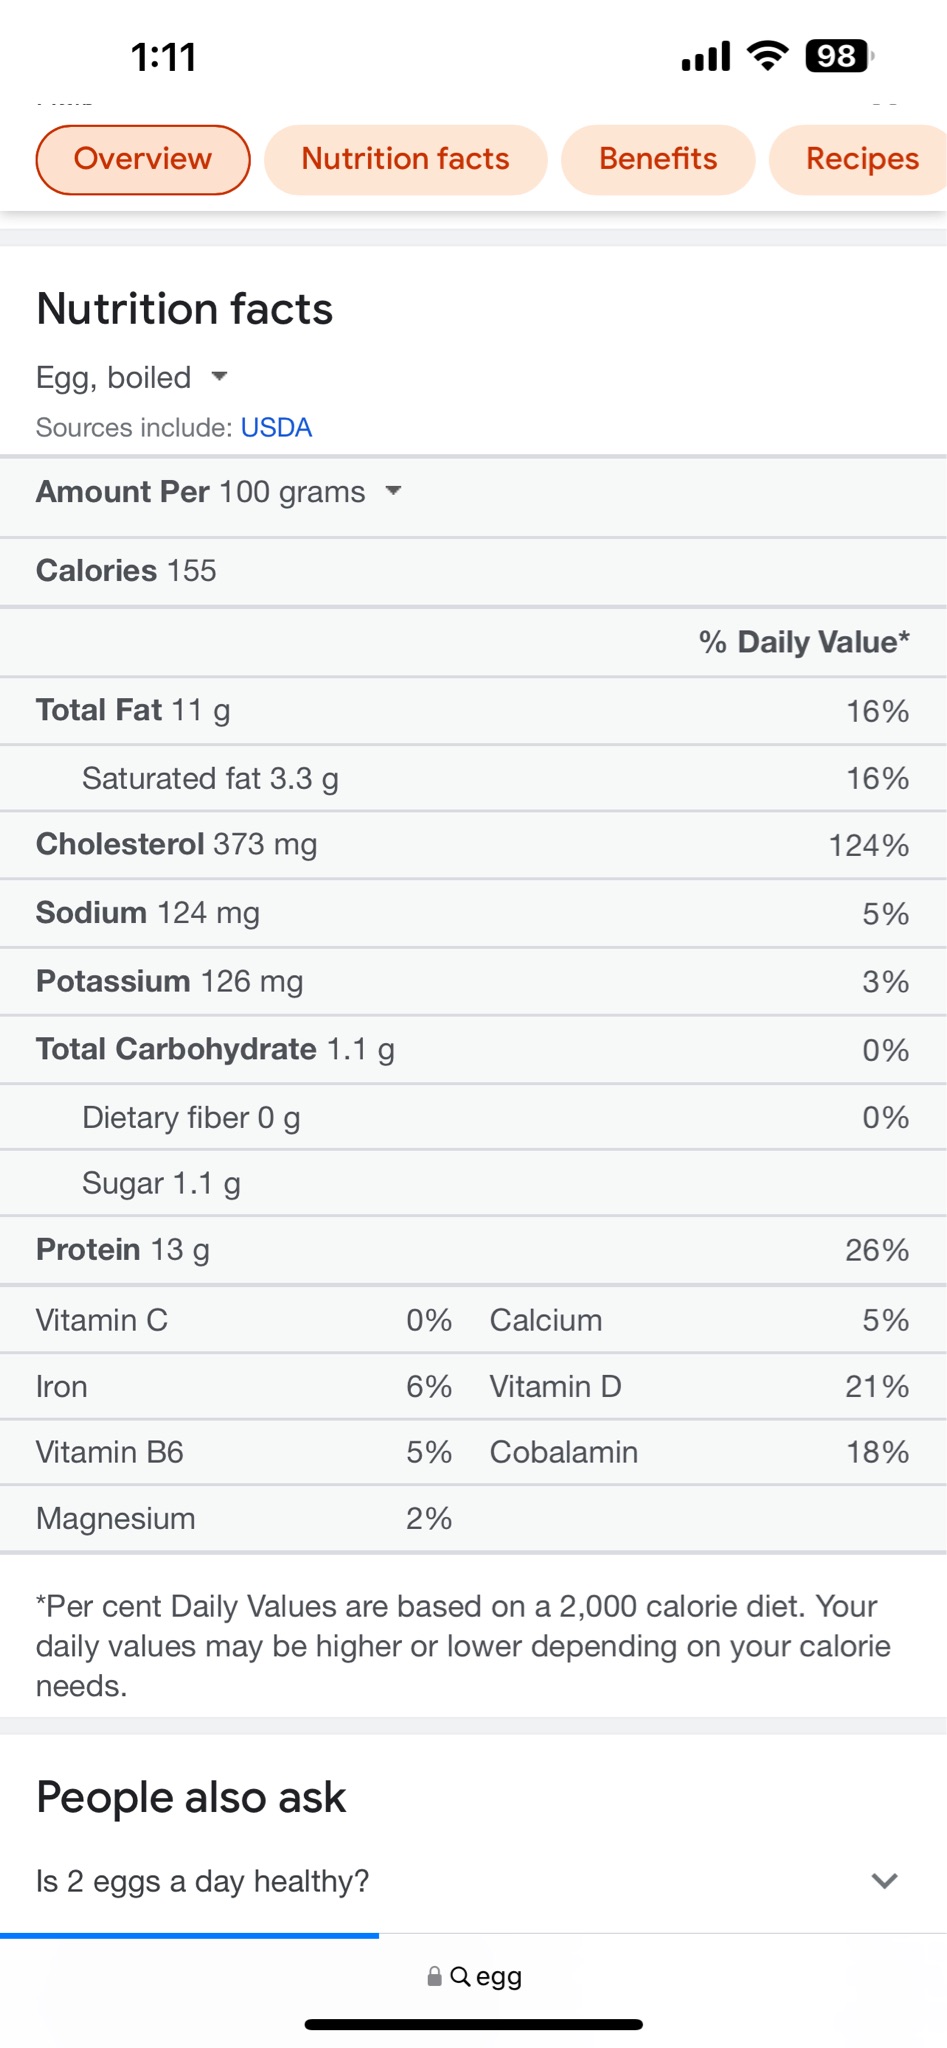 1:11
98
Overview
Nutrition facts
Benefits
Recipes
Nutrition facts
Egg, boiled
Sources include: USDA
Amount Per 100 grams
Calories 155
% Daily Value*
Total Fat 11 g 16%
Saturated fat 3.3 g 16%
Cholesterol 373 mg 124%
Sodium 124 mg 5%
Potassium 126 mg 3%
Total Carbohydrate 1.1 g 0%
Dietary fiber 0 g 0%
Sugar 1.1 g
Protein 13 g 26%
Vitamin C 0% Calcium 5%
Iron 6% Vitamin D 21%
Vitamin B6 5% Cobalamin 18%
Magnesium 2%
*Per cent Daily Values are based on a 2,000 calorie diet. Your
daily values may be higher or lower depending on your calorie
needs.
People also ask
Is 2 eggs a day healthy?
egg